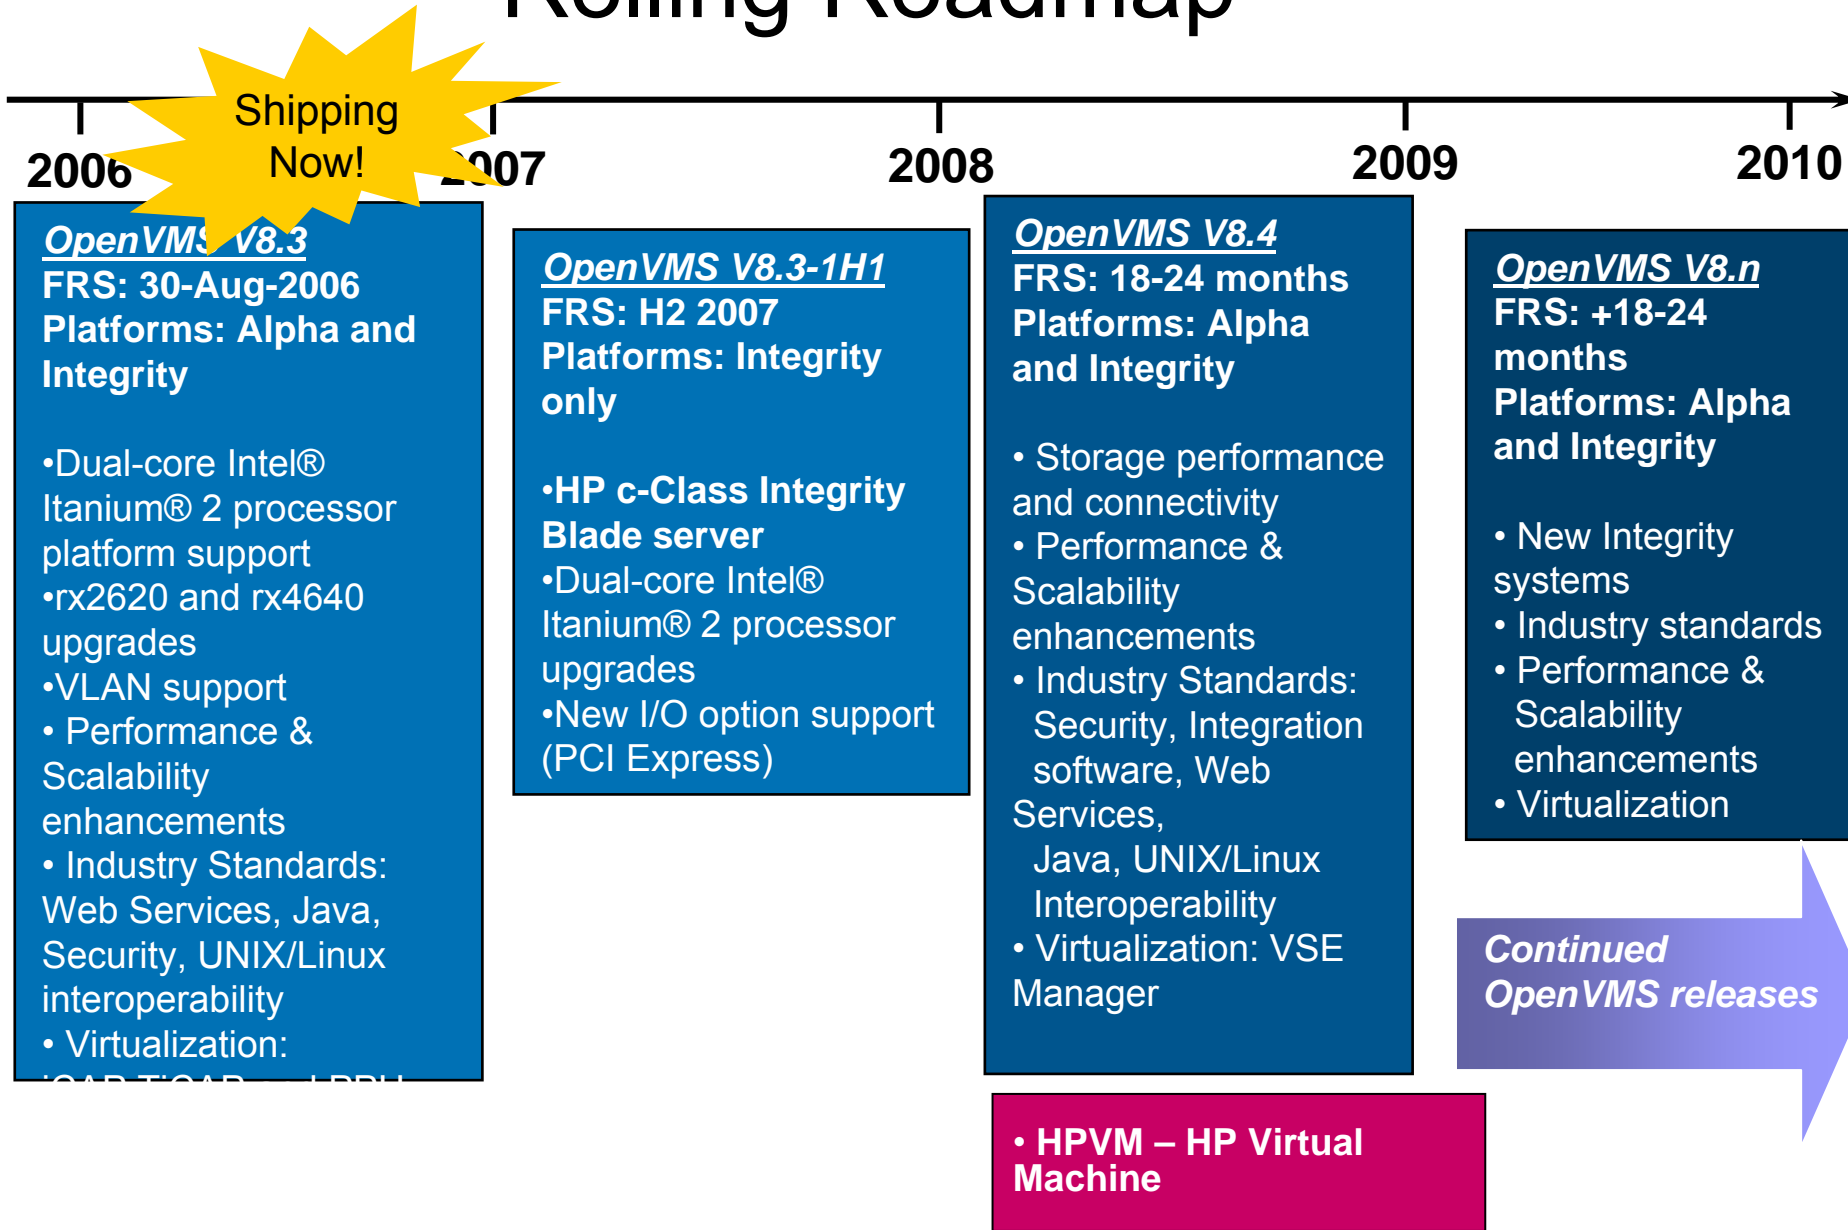 Rolling Roadmap
Shipping
Now!
2006
2007
2008
2009
2010
OpenVMS V8.3
FRS: 30-Aug-2006
Platforms: Alpha and
Integrity
•Dual-core Intel®
Itanium® 2 processor
platform support
•rx2620 and rx4640
upgrades
•VLAN support
• Performance &
Scalability
enhancements
• Industry Standards:
Web Services, Java,
Security, UNIX/Linux
interoperability
• Virtualization:
OpenVMS V8.3-1H1
FRS: H2 2007
Platforms: Integrity
only
•HP c-Class Integrity
Blade server
•Dual-core Intel®
Itanium® 2 processor
upgrades
•New I/O option support
(PCI Express)
OpenVMS V8.4
FRS: 18-24 months
Platforms: Alpha
and Integrity
• Storage performance
and connectivity
• Performance &
Scalability
enhancements
• Industry Standards:
Security, Integration
software, Web
Services,
Java, UNIX/Linux
Interoperability
• Virtualization: VSE
Manager
• HPVM – HP Virtual
Machine
OpenVMS V8.n
FRS: +18-24
months
Platforms: Alpha
and Integrity
• New Integrity
systems
• Industry standards
• Performance &
Scalability
enhancements
• Virtualization
Continued
OpenVMS releases